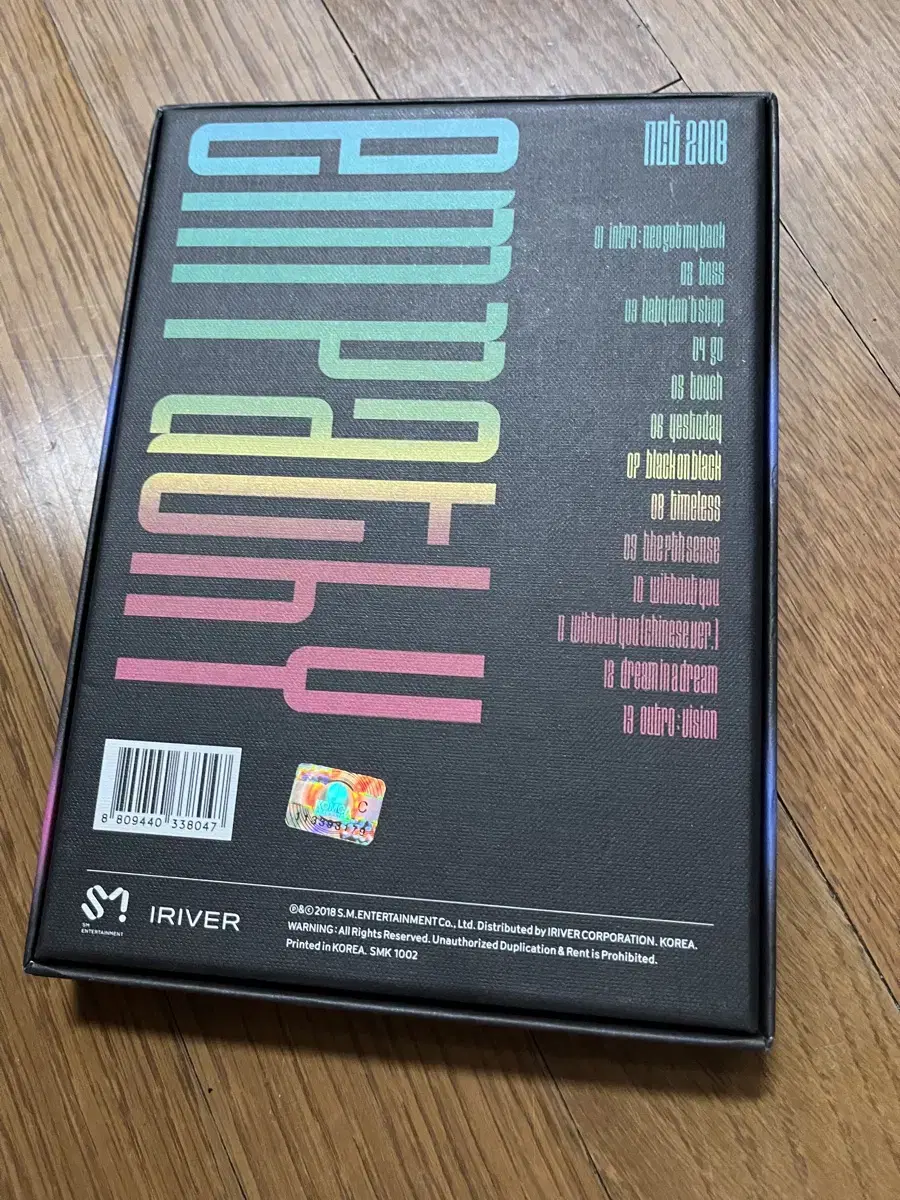 empathy
nct 2018
01 intro : neo got my back
02 boss
03 baby don't stop
04 go
05 touch
06 yestoday
07 black on black
08 timeless
09 the 7th sense
10 without you
11 without you (chinese ver.)
12 dream in a dream
13 outro : vision
8 809440 338047
C
SM
SM
ENTERTAINMENT
IRIVER
℗&© 2018 S.M.ENTERTAINMENT Co., Ltd. Distributed by IRIVER CORPORATION. KOREA.
WARNING : All Rights Reserved. Unauthorized Duplication & Rent is Prohibited.
Printed in KOREA. SMK 1002